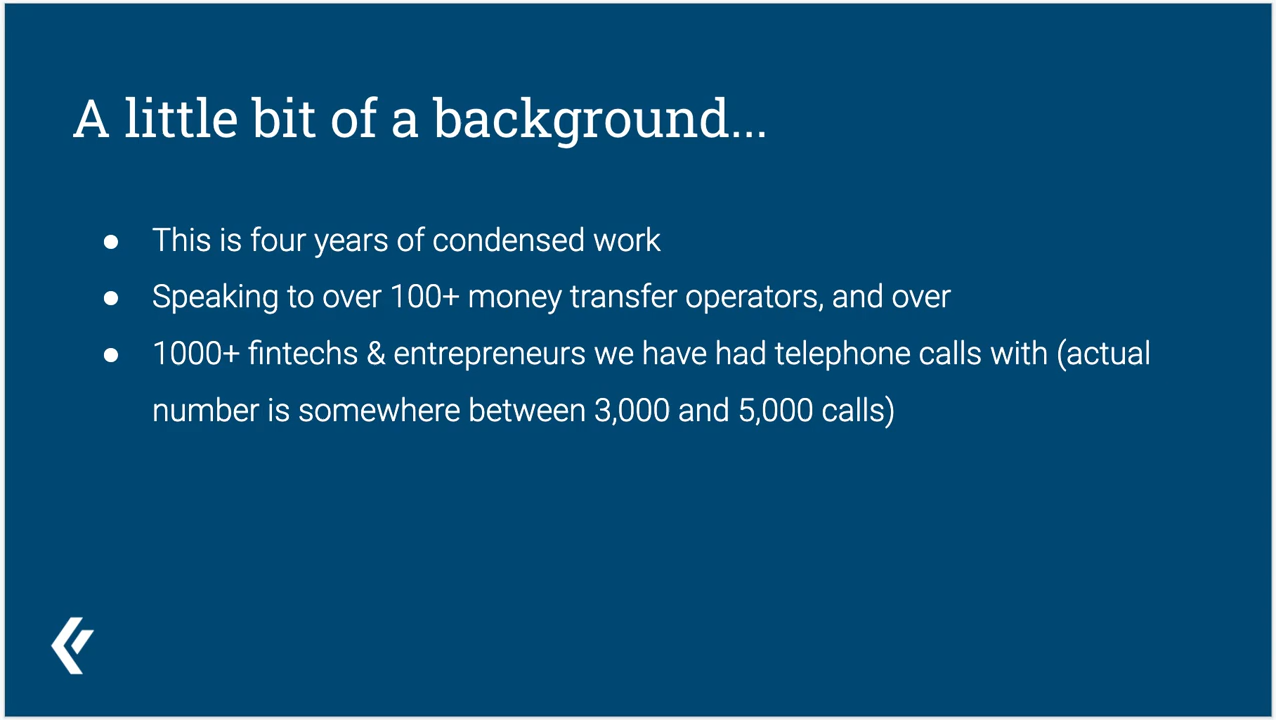 A little bit of a background...
● This is four years of condensed work
● Speaking to over 100+ money transfer operators, and over
● 1000+ fintechs & entrepreneurs we have had telephone calls with (actual
number is somewhere between 3,000 and 5,000 calls)